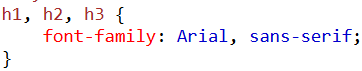 h1, h2, h3 {
    font-family: Arial, sans-serif;
}